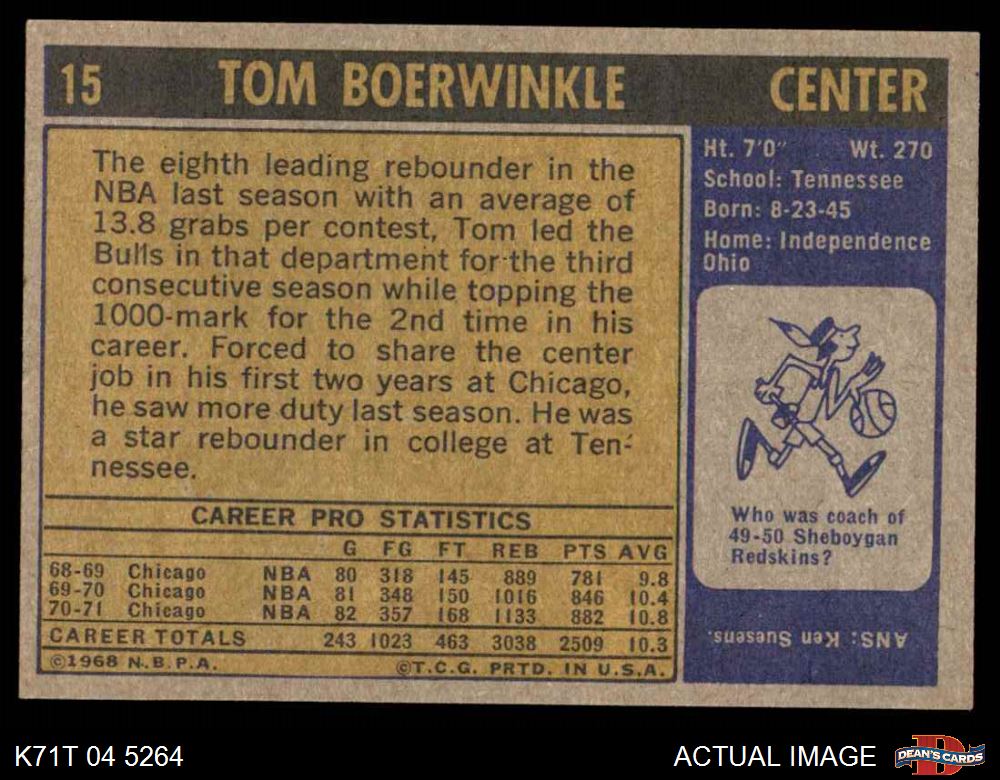 15 TOM BOERWINKLE CENTER
The eighth leading rebounder in the
NBA last season with an average of
13.8 grabs per contest, Tom led the
Bulls in that department for the third
consecutive season while topping the
1000-mark for the 2nd time in his
career. Forced to share the center
job in his first two years at Chicago,
he saw more duty last season. He was
a star rebounder in college at Ten-
nessee.
CAREER PRO STATISTICS
G FG FT REB PTS AVG
68-69 Chicago NBA 80 318 145 889 781 9.8
69-70 Chicago NBA 81 348 150 1016 846 10.4
70-71 Chicago NBA 82 357 168 1133 882 10.8
CAREER TOTALS 243 1023 463 3038 2509 10.3
©1968 N.B.P.A. ©T.C.G. PRTD. IN U.S.A.
Ht. 7'0" Wt. 270
School: Tennessee
Born: 8-23-45
Home: Independence
Ohio
Who was coach of
49-50 Sheboygan
Redskins?
ANS: Ken Suesens.
K71T 04 5264
ACTUAL IMAGE
DEAN'S CARDS